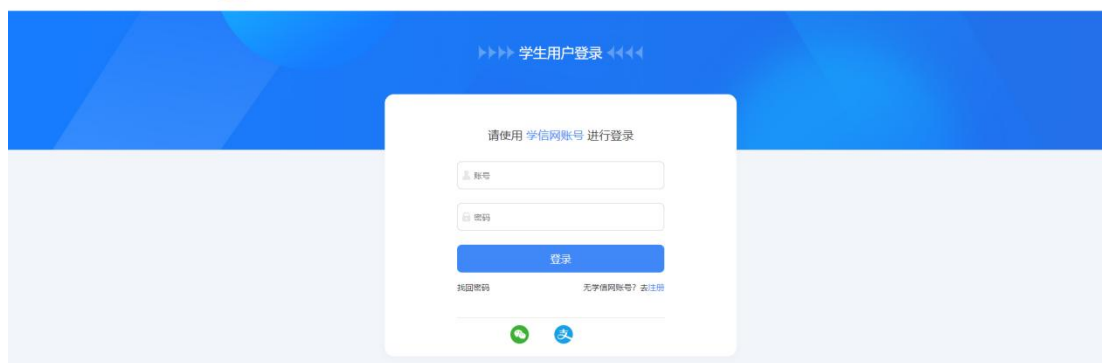 学生用户登录
请使用 学信网账号 进行登录
账号
密码
登录
找回密码 无学信网账号？去注册
支